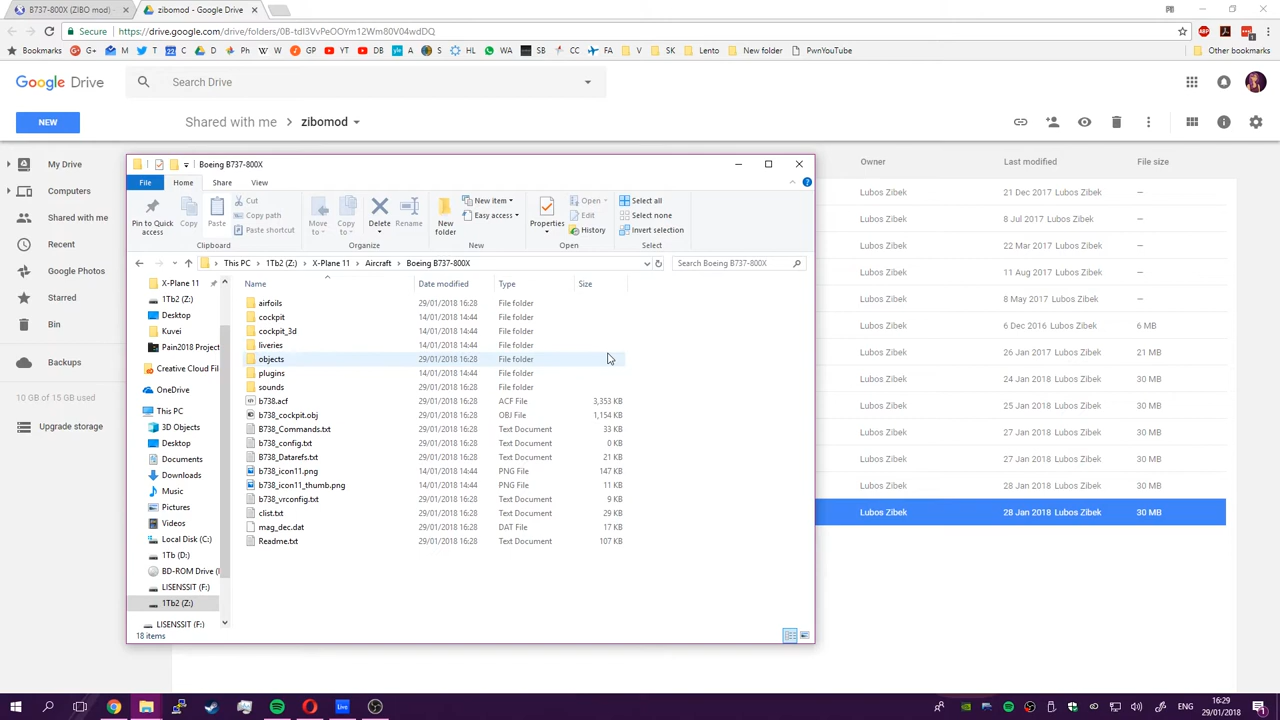 B737-800X (ZIBO mod) -
zibomod - Google Drive
Secure https://drive.google.com/drive/folders/0B-tdl3VvPeOOYm12Wm80V04wdDQ
Bookmarks G+ M T C D Ph W GP YT DB A S HL WA SB CC FA V SK Lento New folder PwnYouTube Other bookmarks
Google Drive
Search Drive
NEW
Shared with me > zibomod
My Drive
Computers
Shared with me
Recent
Google Photos
Starred
Bin
Backups
10 GB of 15 GB used
Upgrade storage
Owner Last modified File size
Lubos Zibek 21 Dec 2017 Lubos Zibek —
Lubos Zibek 8 Jul 2017 Lubos Zibek —
Lubos Zibek 22 Mar 2017 Lubos Zibek —
Lubos Zibek 11 Aug 2017 Lubos Zibek —
Lubos Zibek 8 May 2017 Lubos Zibek —
Lubos Zibek 6 Dec 2016 Lubos Zibek 6 MB
Lubos Zibek 26 Jan 2017 Lubos Zibek 21 MB
Lubos Zibek 24 Jan 2018 Lubos Zibek 30 MB
Lubos Zibek 25 Jan 2018 Lubos Zibek 30 MB
Lubos Zibek 27 Jan 2018 Lubos Zibek 30 MB
Lubos Zibek 27 Jan 2018 Lubos Zibek 30 MB
Lubos Zibek 28 Jan 2018 Lubos Zibek 30 MB
Lubos Zibek 28 Jan 2018 Lubos Zibek 30 MB
Boeing B737-800X
File Home Share View
Pin to Quick access
Copy
Paste
Cut
Copy path
Paste shortcut
Clipboard
Move to
Copy to
Delete
Rename
Organize
New folder
New item
Easy access
New
Properties
Open
Edit
History
Open
Select all
Select none
Invert selection
Select
This PC > 1Tb2 (Z:) > X-Plane 11 > Aircraft > Boeing B737-800X
Search Boeing B737-800X
X-Plane 11
1Tb2 (Z:)
Desktop
Kuvei
Pain2018 Project
Creative Cloud Fil
OneDrive
This PC
3D Objects
Desktop
Documents
Downloads
Music
Pictures
Videos
Local Disk (C:)
1Tb (D:)
BD-ROM Drive (
LISENSSIT (F:)
1Tb2 (Z:)
LISENSSIT (F:)
Name Date modified Type Size
airfoils 29/01/2018 16:28 File folder
cockpit 14/01/2018 14:44 File folder
cockpit_3d 14/01/2018 14:44 File folder
liveries 14/01/2018 14:44 File folder
objects 29/01/2018 16:28 File folder
plugins 14/01/2018 14:44 File folder
sounds 29/01/2018 16:28 File folder
b738.acf 29/01/2018 16:28 ACF File 3,353 KB
b738_cockpit.obj 29/01/2018 16:28 OBJ File 1,154 KB
B738_Commands.txt 29/01/2018 16:28 Text Document 33 KB
b738_config.txt 29/01/2018 16:28 Text Document 0 KB
B738_Datarefs.txt 29/01/2018 16:28 Text Document 21 KB
b738_icon11.png 14/01/2018 14:44 PNG File 147 KB
b738_icon11_thumb.png 14/01/2018 14:44 PNG File 11 KB
b738_vrconfig.txt 29/01/2018 16:28 Text Document 9 KB
clist.txt 29/01/2018 16:28 Text Document 29 KB
mag_dec.dat 29/01/2018 16:28 DAT File 17 KB
Readme.txt 29/01/2018 16:28 Text Document 107 KB
18 items
Live
16:29
29/01/2018